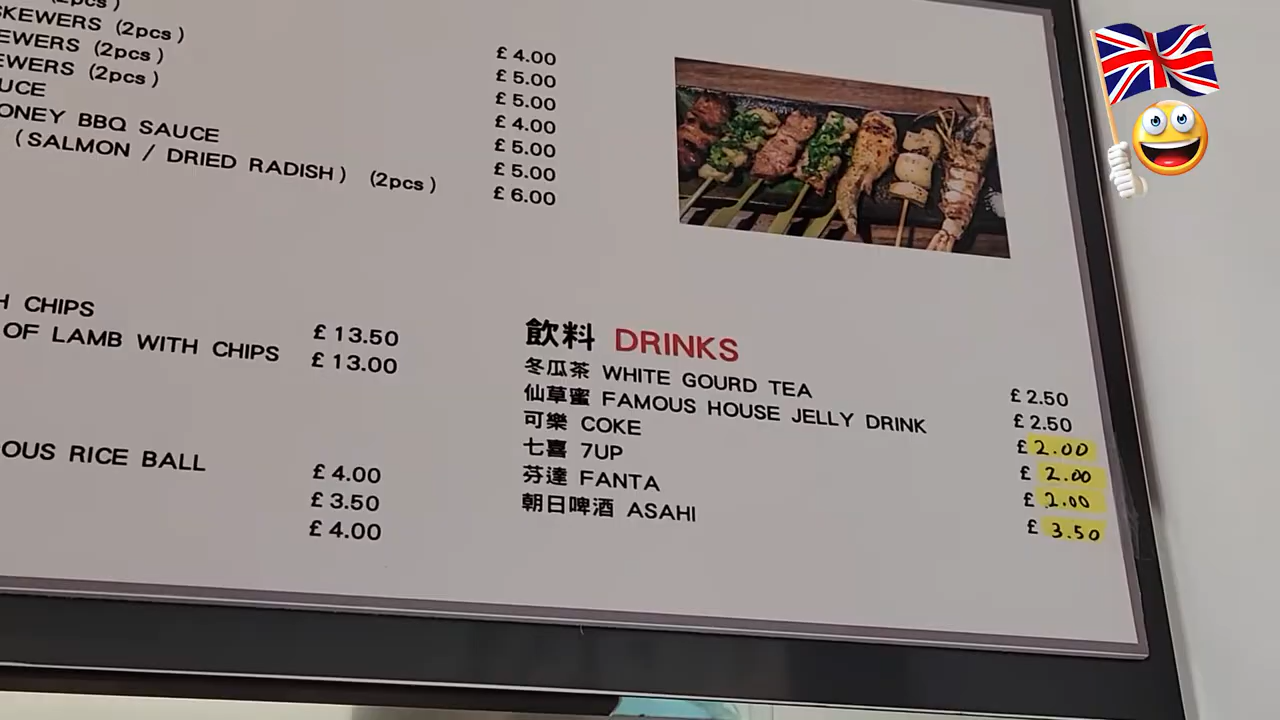 SKEWERS (2pcs)
EWERS (2pcs)
EWERS (2pcs)
UCE
ONEY BBQ SAUCE
(SALMON / DRIED RADISH) (2pcs)
£4.00
£5.00
£5.00
£4.00
£5.00
£5.00
£6.00
H CHIPS £13.50
OF LAMB WITH CHIPS £13.00
OUS RICE BALL £4.00
£3.50
£4.00
飲料 DRINKS
冬瓜茶 WHITE GOURD TEA £2.50
仙草蜜 FAMOUS HOUSE JELLY DRINK £2.50
可樂 COKE £2.00
七喜 7UP £2.00
芬達 FANTA £2.00
朝日啤酒 ASAHI £3.50